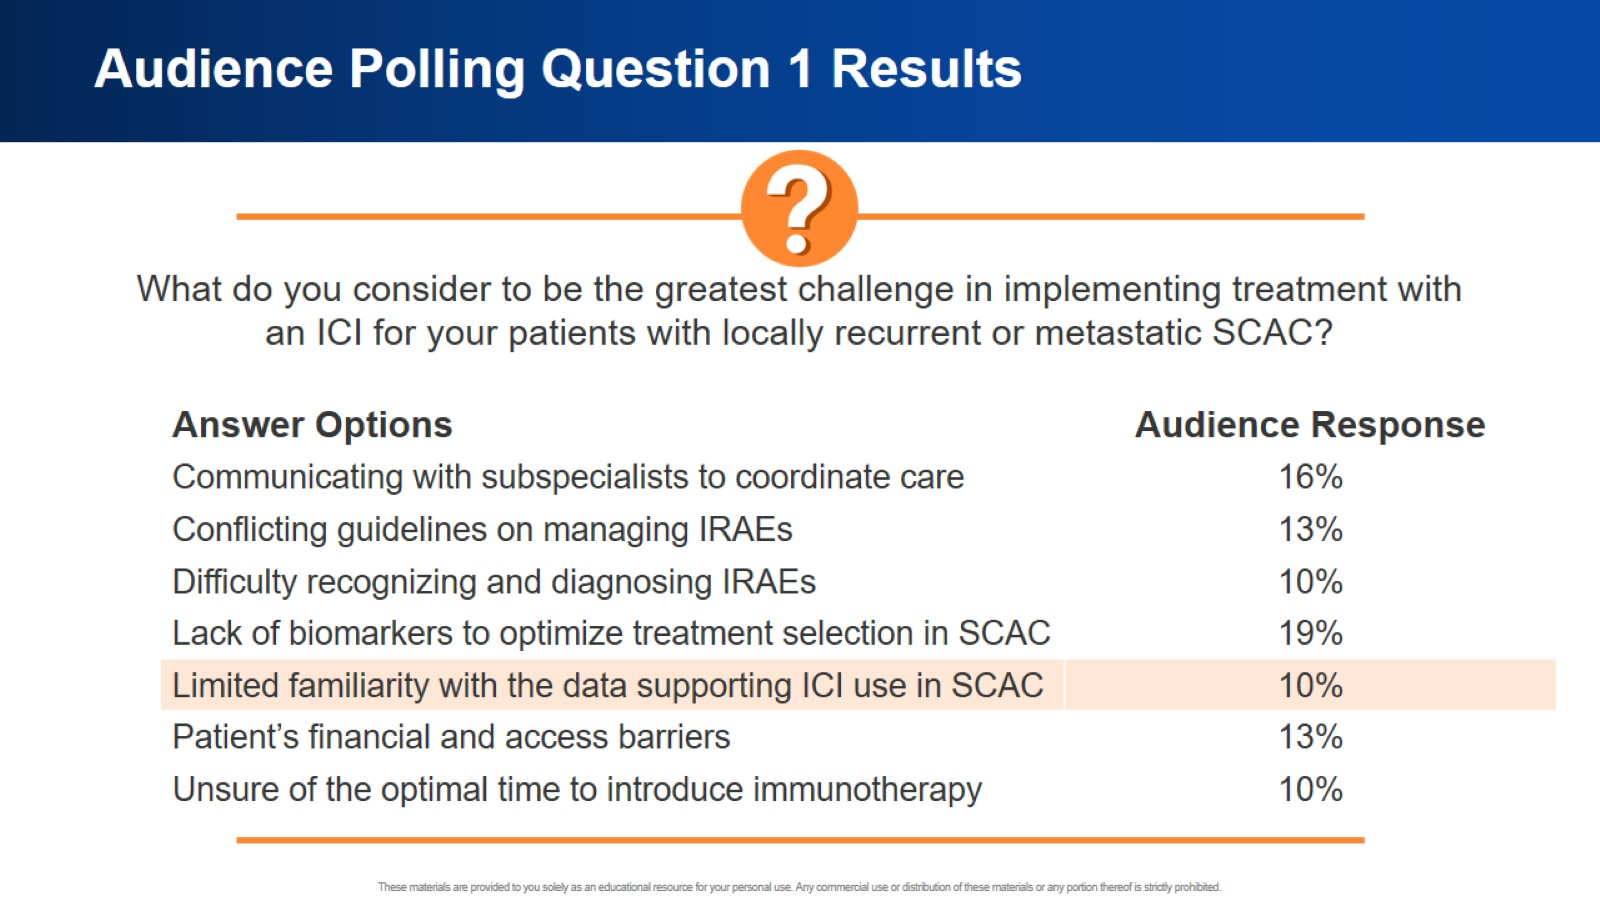 Audience Polling Question 1 Results
?
What do you consider to be the greatest challenge in implementing treatment with
an ICI for your patients with locally recurrent or metastatic SCAC?
Answer Options Audience Response
Communicating with subspecialists to coordinate care 16%
Conflicting guidelines on managing IRAEs 13%
Difficulty recognizing and diagnosing IRAEs 10%
Lack of biomarkers to optimize treatment selection in SCAC 19%
Limited familiarity with the data supporting ICI use in SCAC 10%
Patient’s financial and access barriers 13%
Unsure of the optimal time to introduce immunotherapy 10%
These materials are provided to you solely as an educational resource for your personal use. Any commercial use or distribution of these materials or any portion thereof is strictly prohibited.